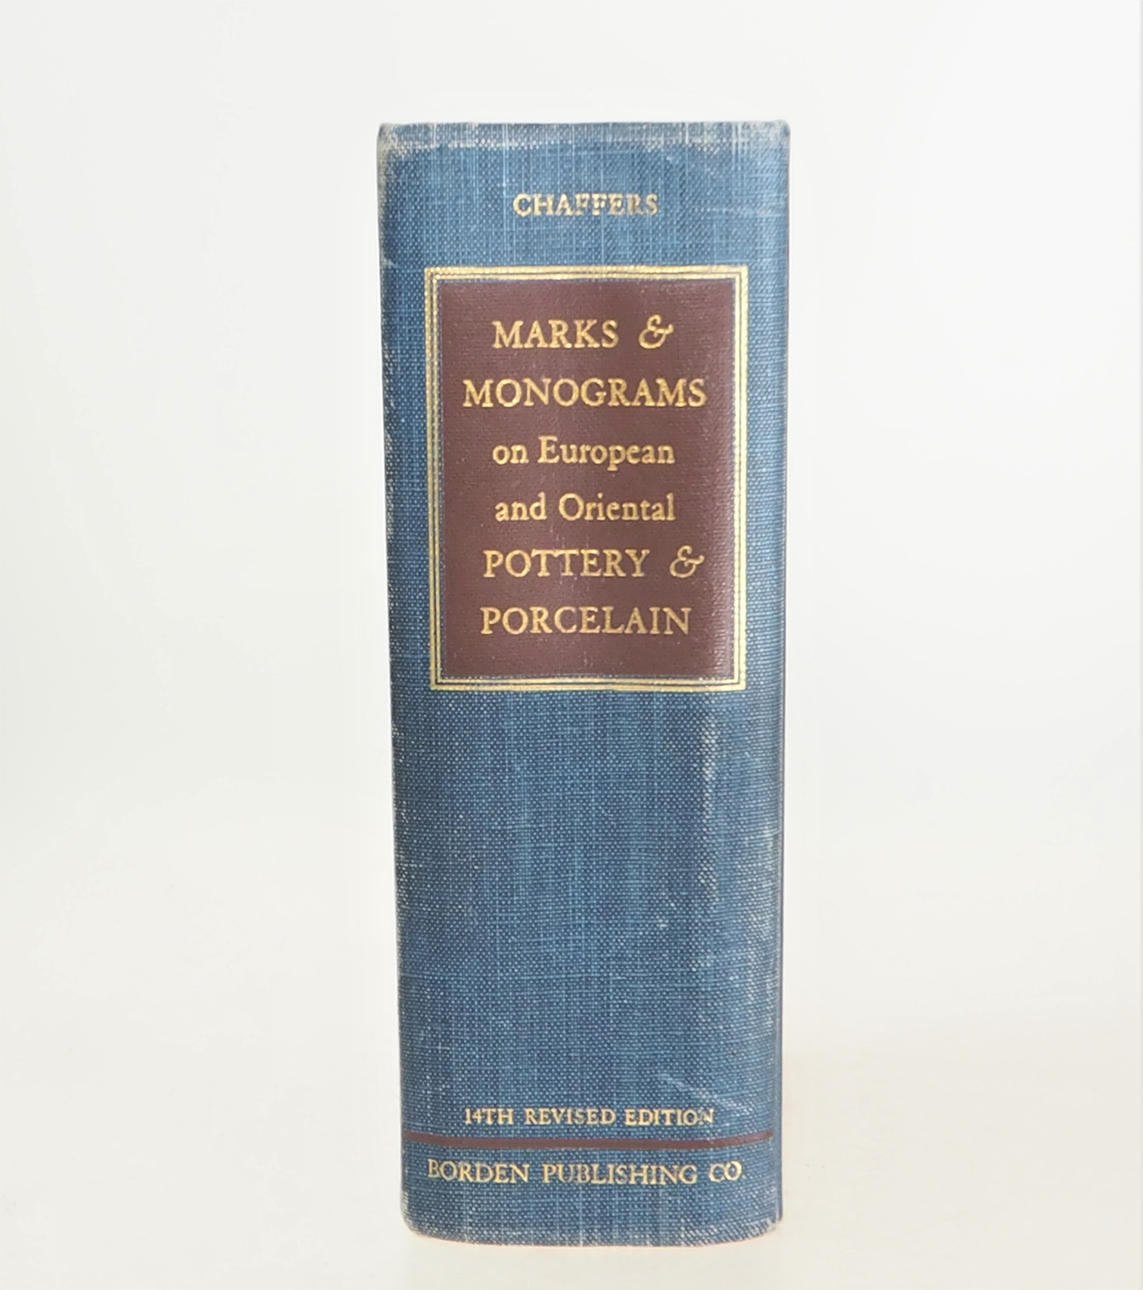 CHAFFERS
MARKS &
MONOGRAMS
on European
and Oriental
POTTERY &
PORCELAIN
14TH REVISED EDITION
BORDEN PUBLISHING CO.